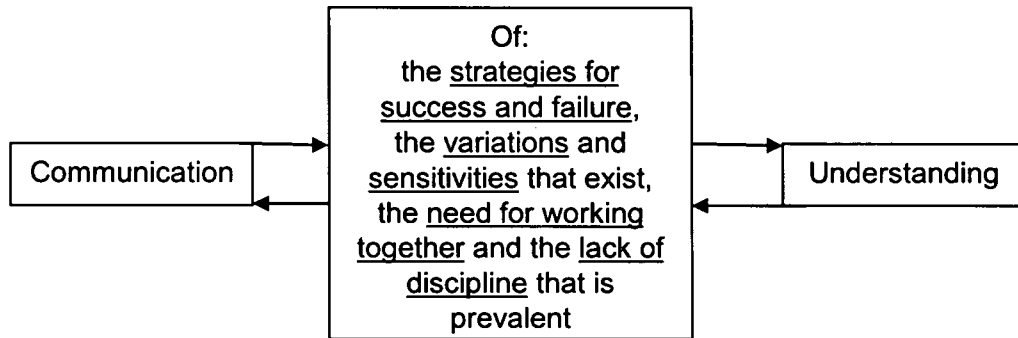 Communication
Of:
the strategies for
success and failure,
the variations and
sensitivities that exist,
the need for working
together and the lack of
discipline that is
prevalent
Understanding